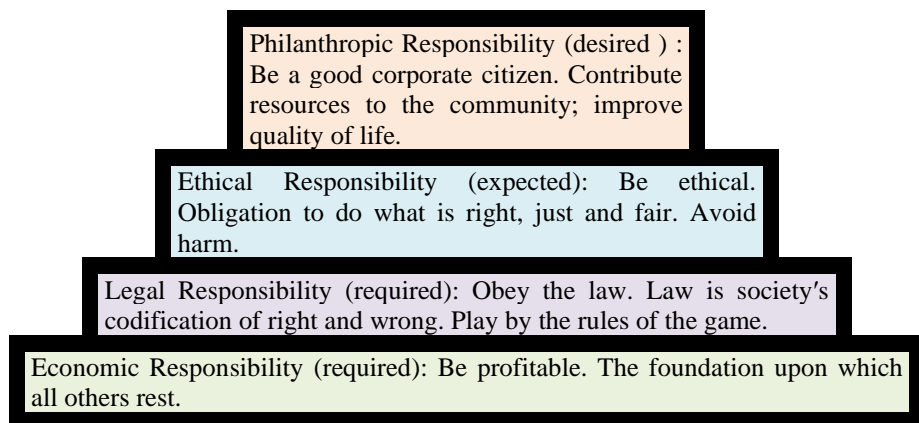 Philanthropic Responsibility (desired ) :
Be a good corporate citizen. Contribute
resources to the community; improve
quality of life.
Ethical Responsibility (expected): Be ethical.
Obligation to do what is right, just and fair. Avoid
harm.
Legal Responsibility (required): Obey the law. Law is society′s
codification of right and wrong. Play by the rules of the game.
Economic Responsibility (required): Be profitable. The foundation upon which
all others rest.